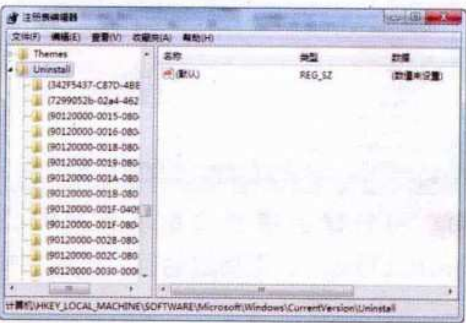 注册表编辑器
文件(F) 编辑(E) 查看(V) 收藏夹(A) 帮助(H)
Themes
Uninstall
{342F5437-C87D-4BE
{7299052b-02a4-462
{90120000-0015-080
{90120000-0016-080
{90120000-0018-080
{90120000-0019-080
{90120000-001A-080
{90120000-001B-080
{90120000-001F-0409
{90120000-001F-080
{90120000-0028-080
{90120000-002C-080
{90120000-0030-0000
名称 类型 数据
(默认) REG_SZ (数值未设置)
计算机\HKEY_LOCAL_MACHINE\SOFTWARE\Microsoft\Windows\CurrentVersion\Uninstall